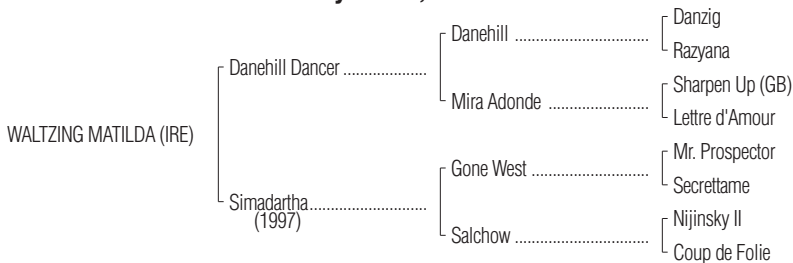 Danzig
Danehill
Razyana
Danehill Dancer
Sharpen Up (GB)
Mira Adonde
Lettre d'Amour
WALTZING MATILDA (IRE)
Mr. Prospector
Gone West
Secrettame
Simadartha
(1997)
Nijinsky II
Salchow
Coup de Folie